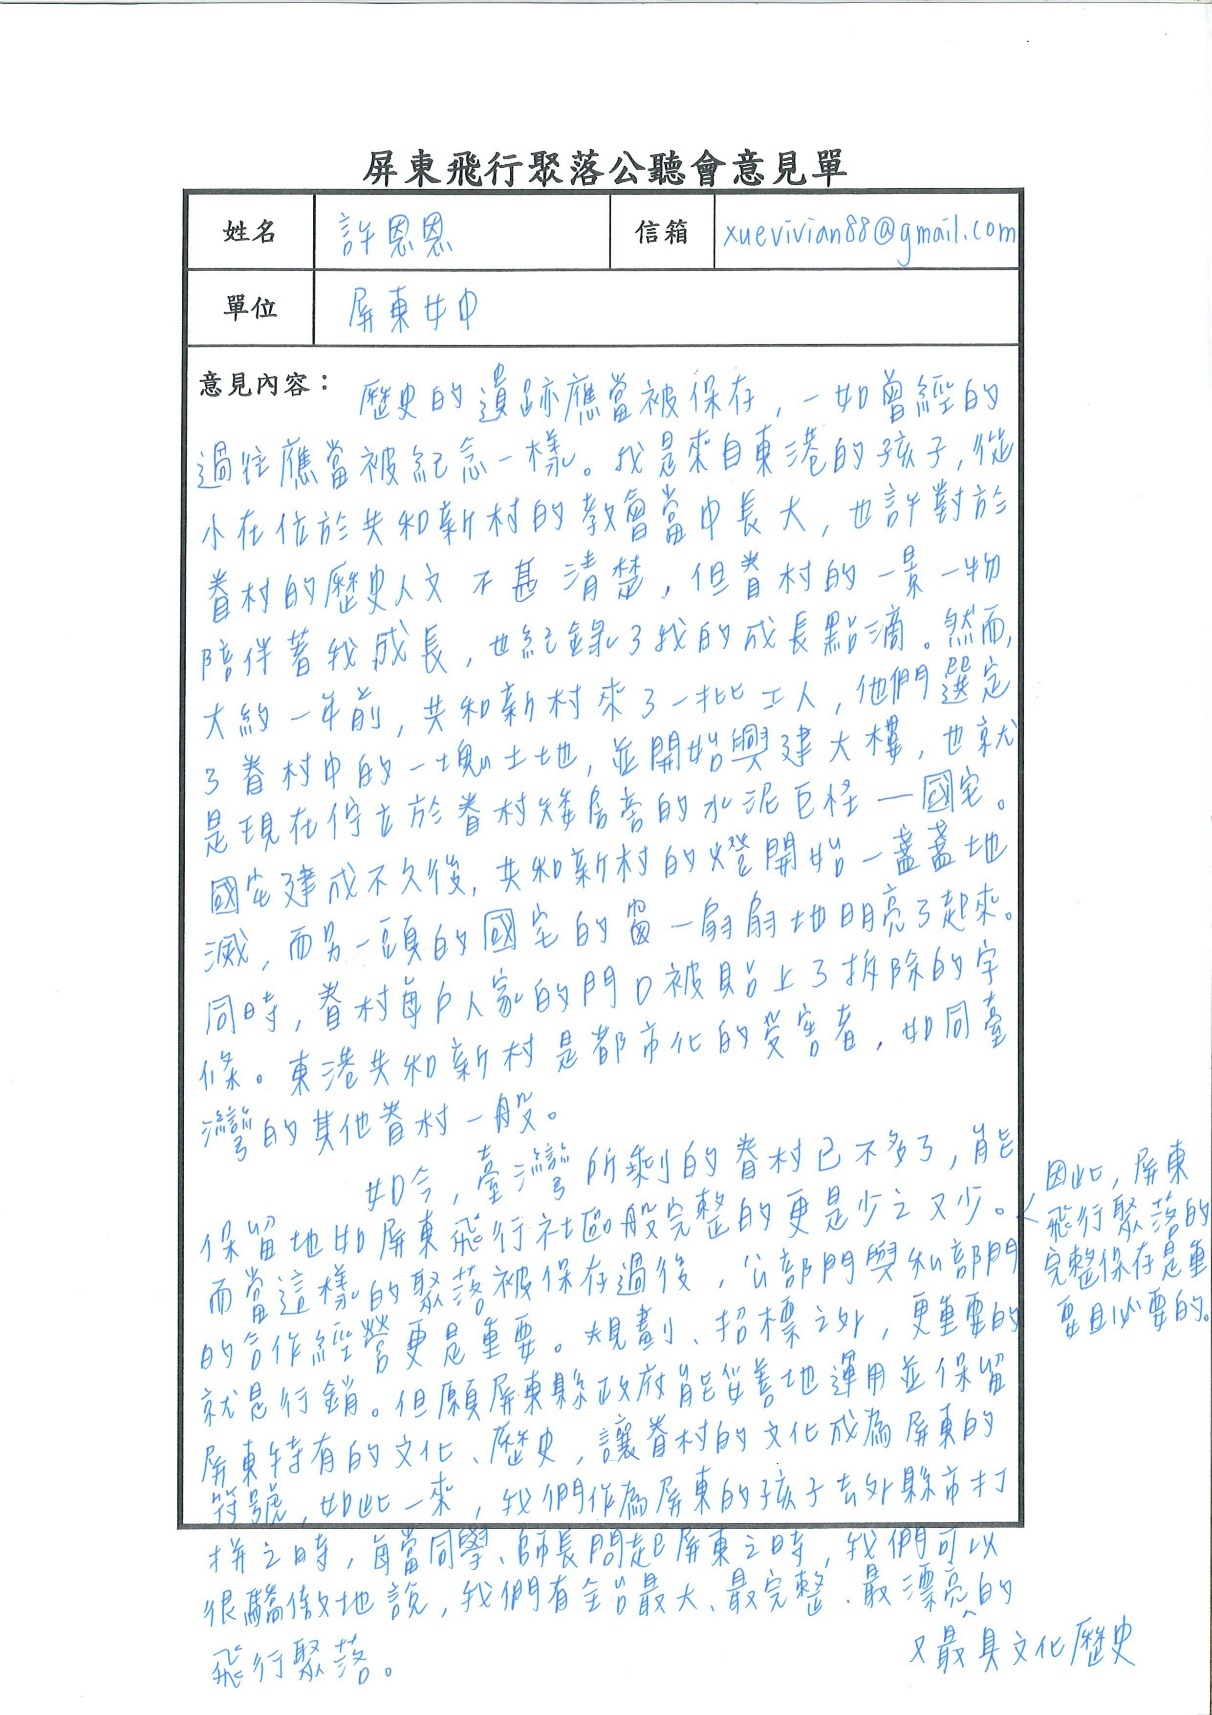 屏東飛行聚落公聽會意見單
姓名 許恩恩 信箱 xuevivian88@gmail.com
單位 屏東女中
意見內容：歷史的遺跡應當被保存，一如曾經的
過往應當被紀念一樣。我是來自東港的孩子，從
小在位於共和新村的教會當中長大，也許對於
眷村的歷史人文不甚清楚，但眷村的一景一物
陪伴著我成長，也紀錄了我的成長點滴。然而，
大約一年前，共和新村來了一批工人，他們選定
了眷村中的一塊土地，並開始興建大樓，也就
是現在佇立於眷村矮房旁的水泥巨怪—國宅。
國宅建成不久後，共和新村的燈開始一盞盞地
滅，而另一頭的國宅的窗一扇扇地明亮了起來。
同時，眷村每戶人家的門口被貼上了拆除的字
條。東港共和新村是都市化的受害者，如同臺
灣的其他眷村一般。
如今，臺灣所剩的眷村已不多了，能
保留地如屏東飛行社區般完整的更是少之又少。
因此，屏東
飛行聚落的
完整保存是重
要且必要的。
而當這樣的聚落被保存過後，公部門與私部門
的合作經營更是重要。規劃、招標之外，更重要的
就是行銷。但願屏東縣政府能妥善地運用並保留
屏東特有的文化、歷史，讓眷村的文化成為屏東的
符號，如此一來，我們作為屏東的孩子去外縣市打
拼之時，每當同學、師長問起屏東之時，我們可以
很驕傲地說，我們有全台最大、最完整、最漂亮的
又最具文化歷史
飛行聚落。